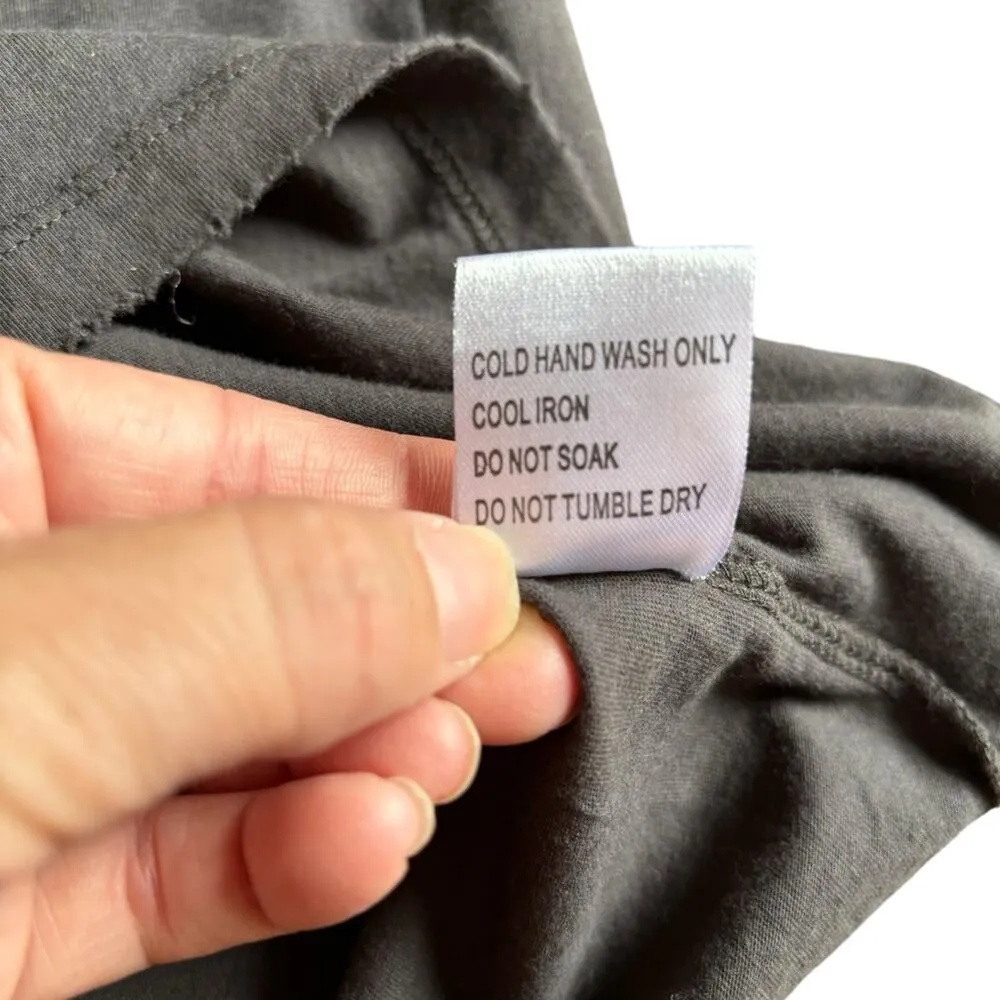 COLD HAND WASH ONLY
COOL IRON
DO NOT SOAK
DO NOT TUMBLE DRY